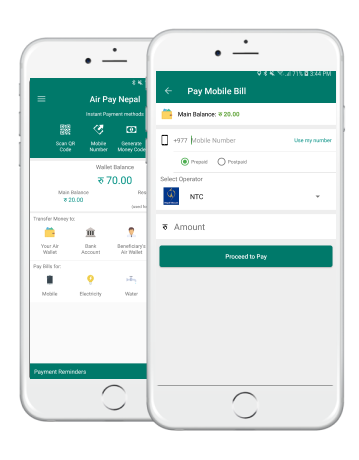 Air Pay Nepal
Instant Payment methods
Scan QR
Code
Mobile
Number
Generate
Money Code
Wallet Balance
रु 70.00
Main Balance
रु 20.00
Transfer Money to:
Your Air
Wallet
Bank
Account
Beneficiary's
Air Wallet
Pay Bills for:
Mobile
Electricity
Water
Payment Reminders
71% 3:44 PM
Pay Mobile Bill
Main Balance: रु 20.00
+977 Mobile Number
Use my number
Prepaid
Postpaid
Select Operator
NTC
रु Amount
Proceed to Pay